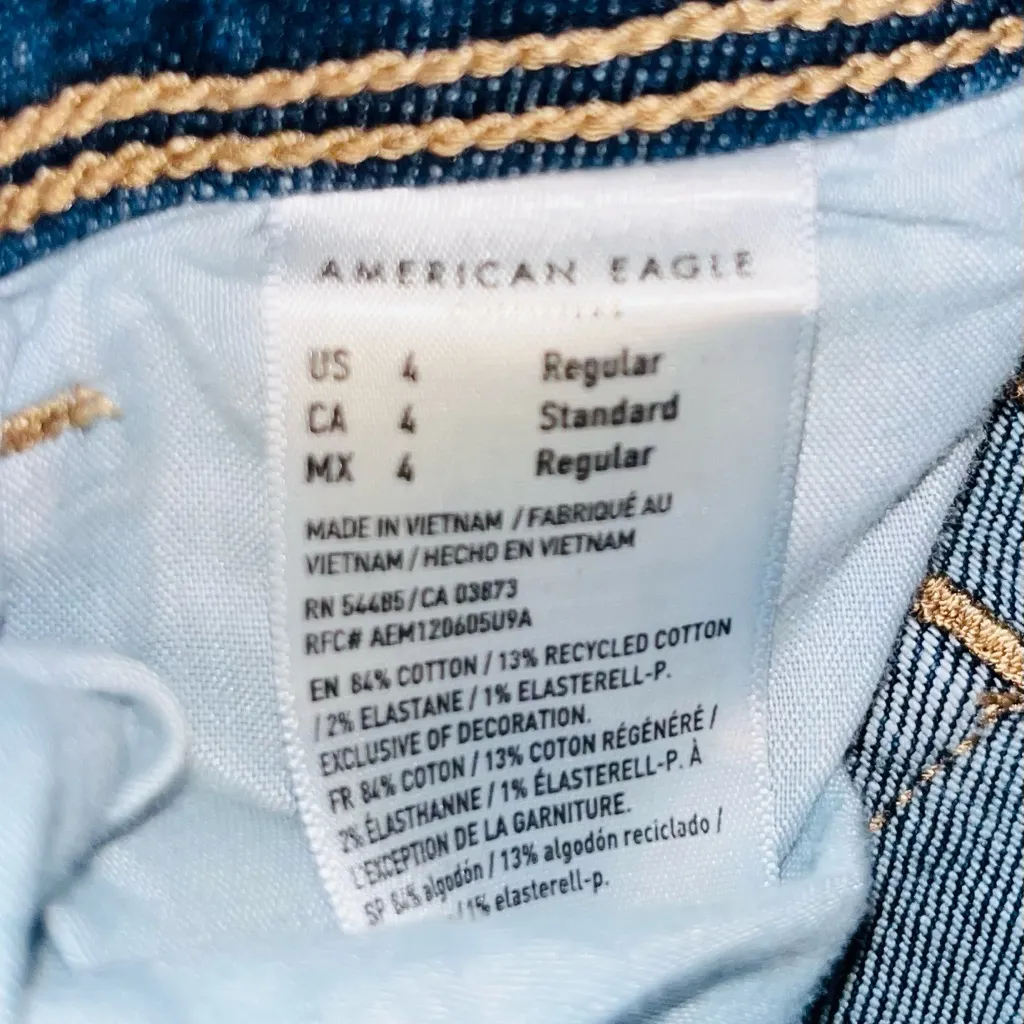 AMERICAN EAGLE
US 4 Regular
CA 4 Standard
MX 4 Regular
MADE IN VIETNAM / FABRIQUÉ AU
VIETNAM / HECHO EN VIETNAM
RN 54485/CA 03873
RFC# AEM120605U9A
EN 84% COTTON / 13% RECYCLED COTTON
/ 2% ELASTANE / 1% ELASTERELL-P.
EXCLUSIVE OF DECORATION.
FR 84% COTON / 13% COTON RÉGÉNÉRÉ /
2% ÉLASTHANNE / 1% ÉLASTERELL-P. À
L'EXCEPTION DE LA GARNITURE.
SP 84% algodón / 13% algodón reciclado /
/ 1% elasterell-p.